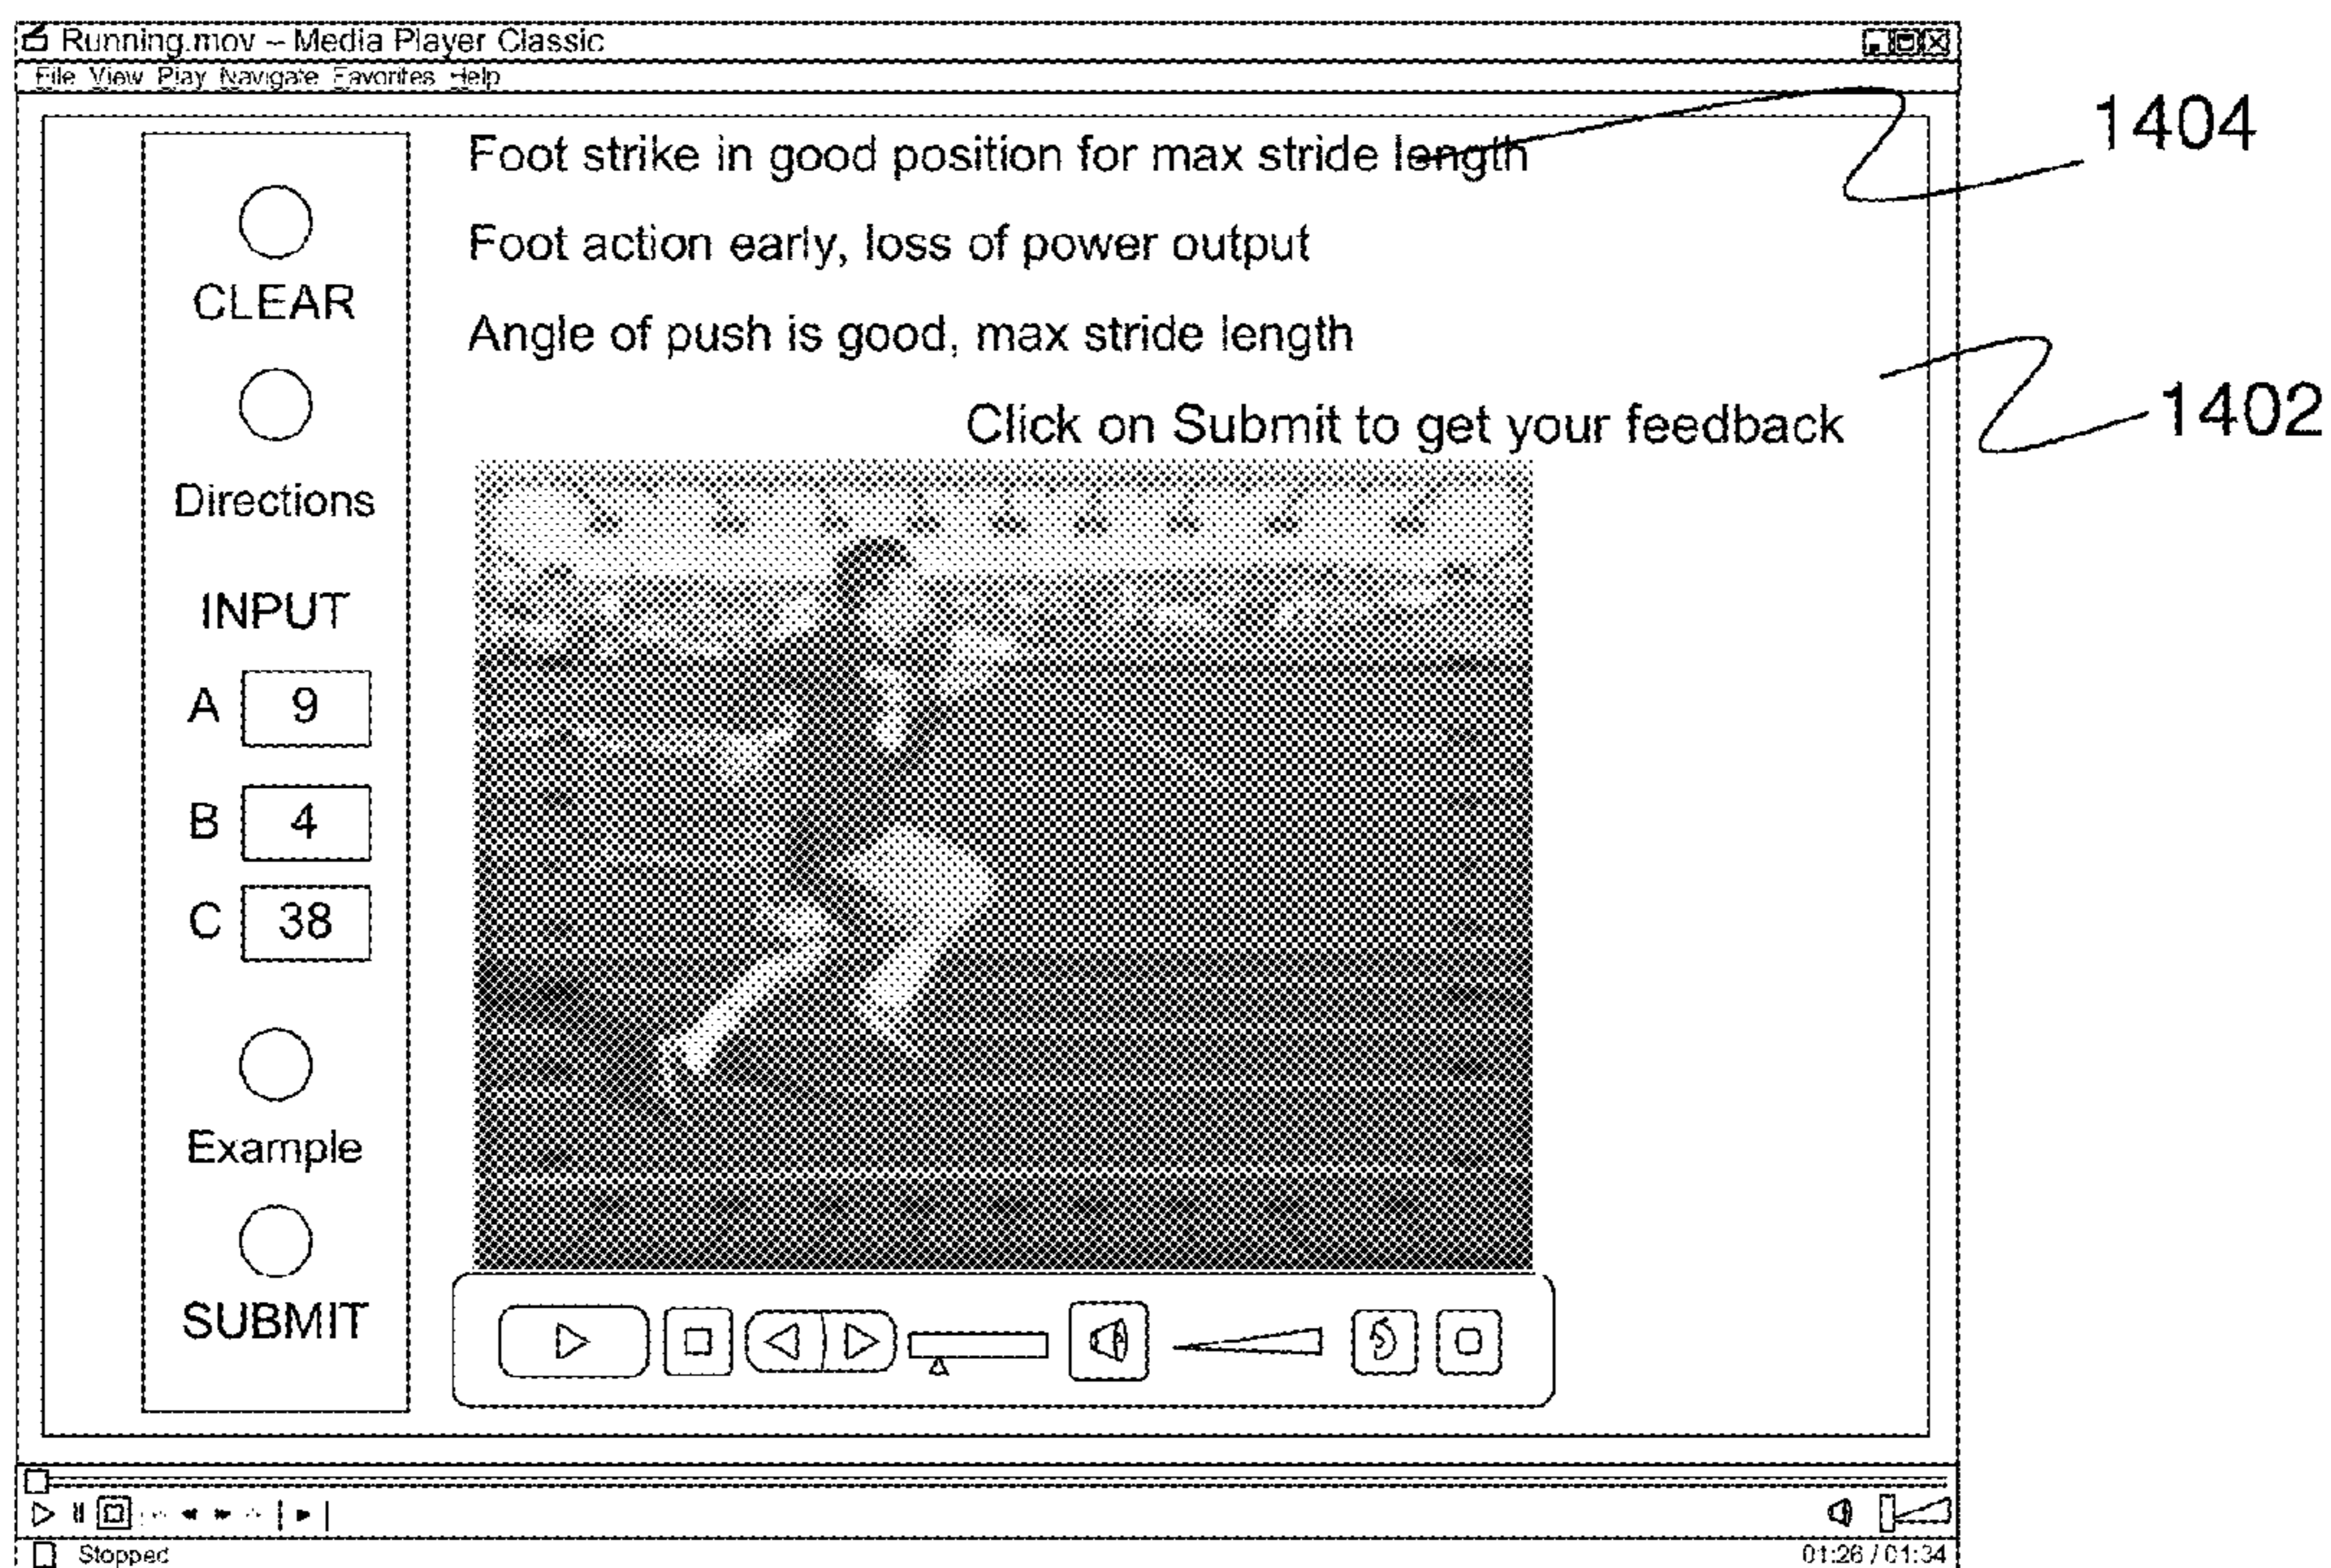 Running.mov – Media Player Classic
File View Play Navigate Favorites Help
1404
Foot strike in good position for max stride length
Foot action early, loss of power output
Angle of push is good, max stride length
1402
Click on Submit to get your feedback
CLEAR
Directions
INPUT
A 9
B 4
C 38
Example
SUBMIT
Stopped
01:26 / 01:34